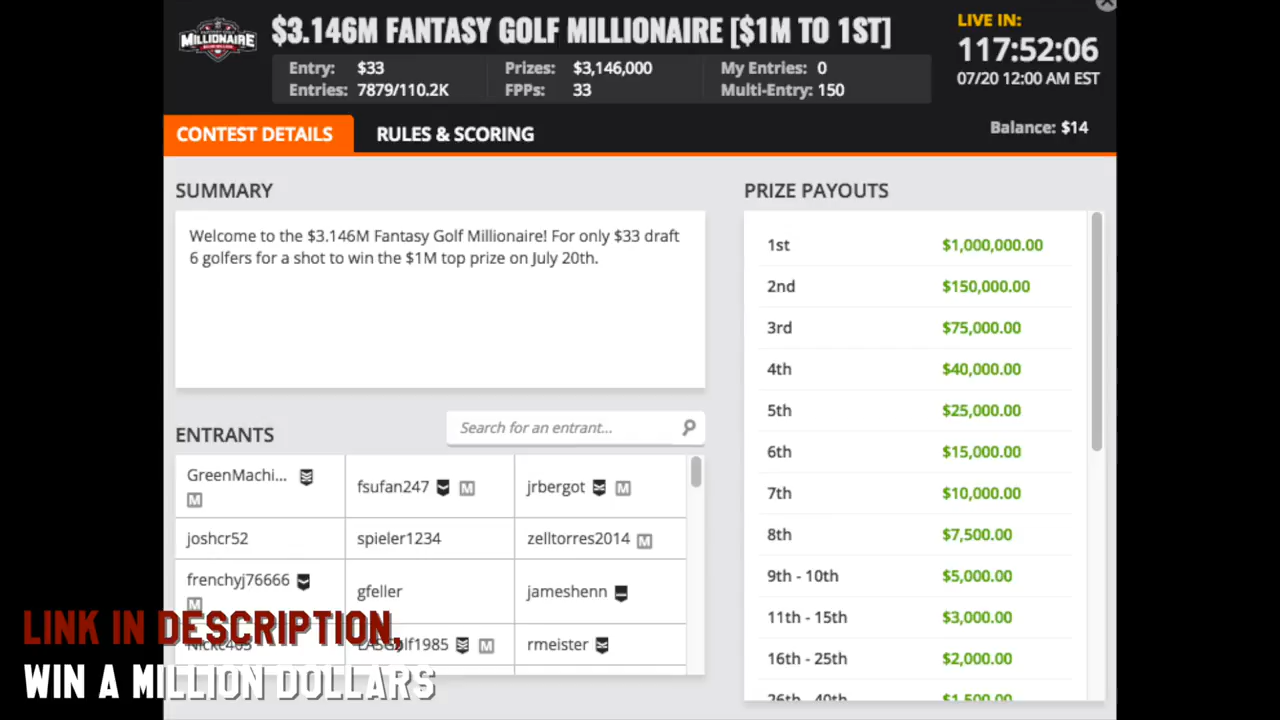 MILLIONAIRE
$3.146M FANTASY GOLF MILLIONAIRE [$1M TO 1ST]
Entry: $33
Entries: 7879/110.2K
Prizes: $3,146,000
FPPs: 33
My Entries: 0
Multi-Entry: 150
LIVE IN:
117:52:06
07/20 12:00 AM EST
CONTEST DETAILS
RULES & SCORING
Balance: $14
SUMMARY
Welcome to the $3.146M Fantasy Golf Millionaire! For only $33 draft
6 golfers for a shot to win the $1M top prize on July 20th.
ENTRANTS
Search for an entrant...
GreenMachi... M
fsufan247 M
jrbergot M
joshcr52
spieler1234
zelltorres2014 M
frenchyj76666 M
gfeller
jameshenn
M
rmeister
PRIZE PAYOUTS
1st $1,000,000.00
2nd $150,000.00
3rd $75,000.00
4th $40,000.00
5th $25,000.00
6th $15,000.00
7th $10,000.00
8th $7,500.00
9th - 10th $5,000.00
11th - 15th $3,000.00
16th - 25th $2,000.00
26th - 40th $1,500.00
LINK IN DESCRIPTION,
WIN A MILLION DOLLARS